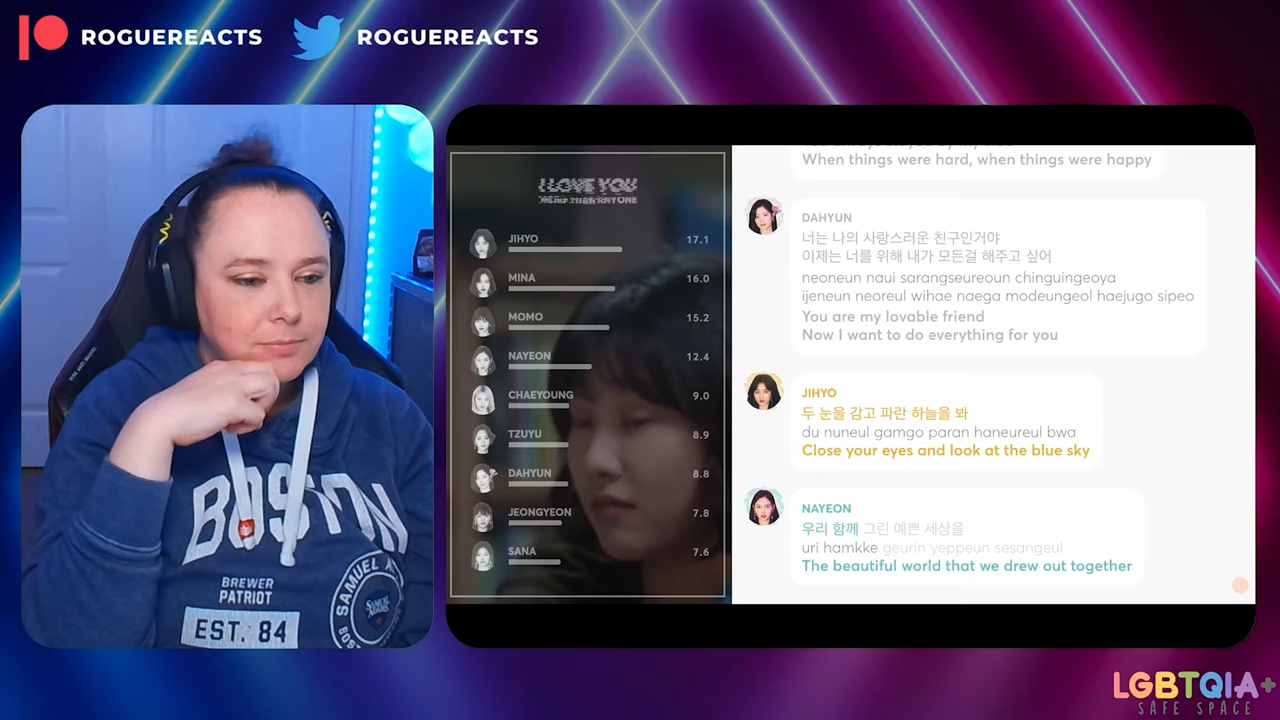 ROGUEREACTS
ROGUEREACTS
I LOVE YOU
MORE THAN ANYONE
JIHYO 17.1
MINA 16.0
MOMO 15.2
NAYEON 12.4
CHAEYOUNG 9.0
TZUYU 8.9
DAHYUN 8.8
JEONGYEON 7.8
SANA 7.6
When things were hard, when things were happy
DAHYUN
너는 나의 사랑스러운 친구인거야
이제는 너를 위해 내가 모든걸 해주고 싶어
neoneun naui sarangseureoun chinguingeoya
ijeneun neoreul wihae naega modeungeol haejugo sipeo
You are my lovable friend
Now I want to do everything for you
JIHYO
두 눈을 감고 파란 하늘을 봐
du nuneul gamgo paran haneureul bwa
Close your eyes and look at the blue sky
NAYEON
우리 함께 그린 예쁜 세상을
uri hamkke geurin yeppeun sesangeul
The beautiful world that we drew out together
BOSTON
BREWER
PATRIOT
EST. 84
SAMUEL
SAMUEL
ADAMS
LGBTQIA+
SAFE SPACE